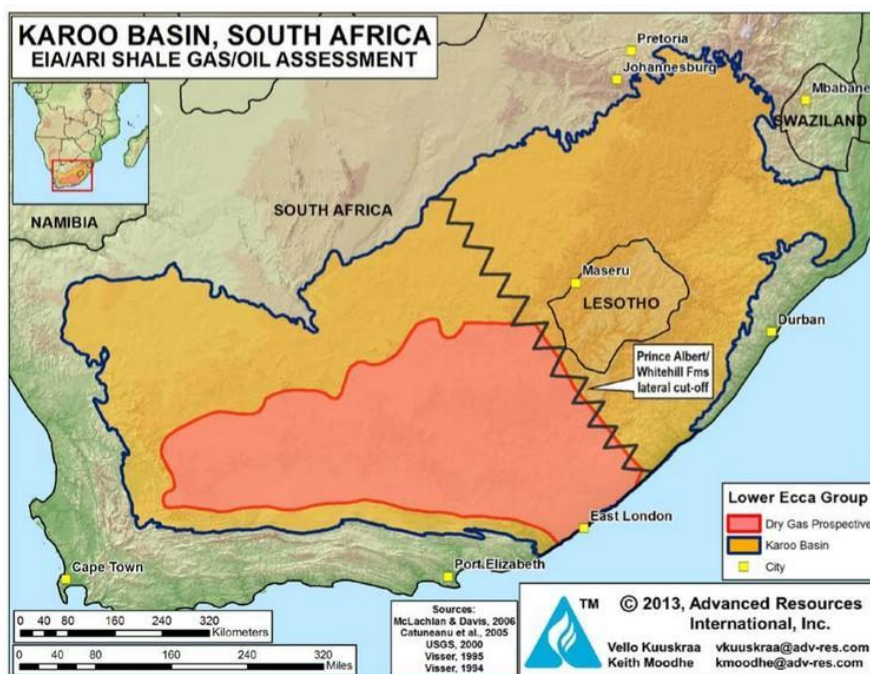 KAROO BASIN, SOUTH AFRICA
EIA/ARI SHALE GAS/OIL ASSESSMENT
Pretoria
Johannesburg
Mbabane
SWAZILAND
NAMIBIA
SOUTH AFRICA
Maseru
LESOTHO
Durban
Prince Albert/
Whitehill Fms
lateral cut-off
East London
Port Elizabeth
Cape Town
Lower Ecca Group
Dry Gas Prospective
Karoo Basin
City
0 40 80 160 240 320
Kilometers
0 40 80 160 240 320
Miles
Sources:
McLachlan & Davis, 2006
Catuneanu et al., 2005
USGS, 2000
Visser, 1995
Visser, 1994
TM
© 2013, Advanced Resources
International, Inc.
Vello Kuuskraa vkuuskraa@adv-res.com
Keith Moodhe kmoodhe@adv-res.com